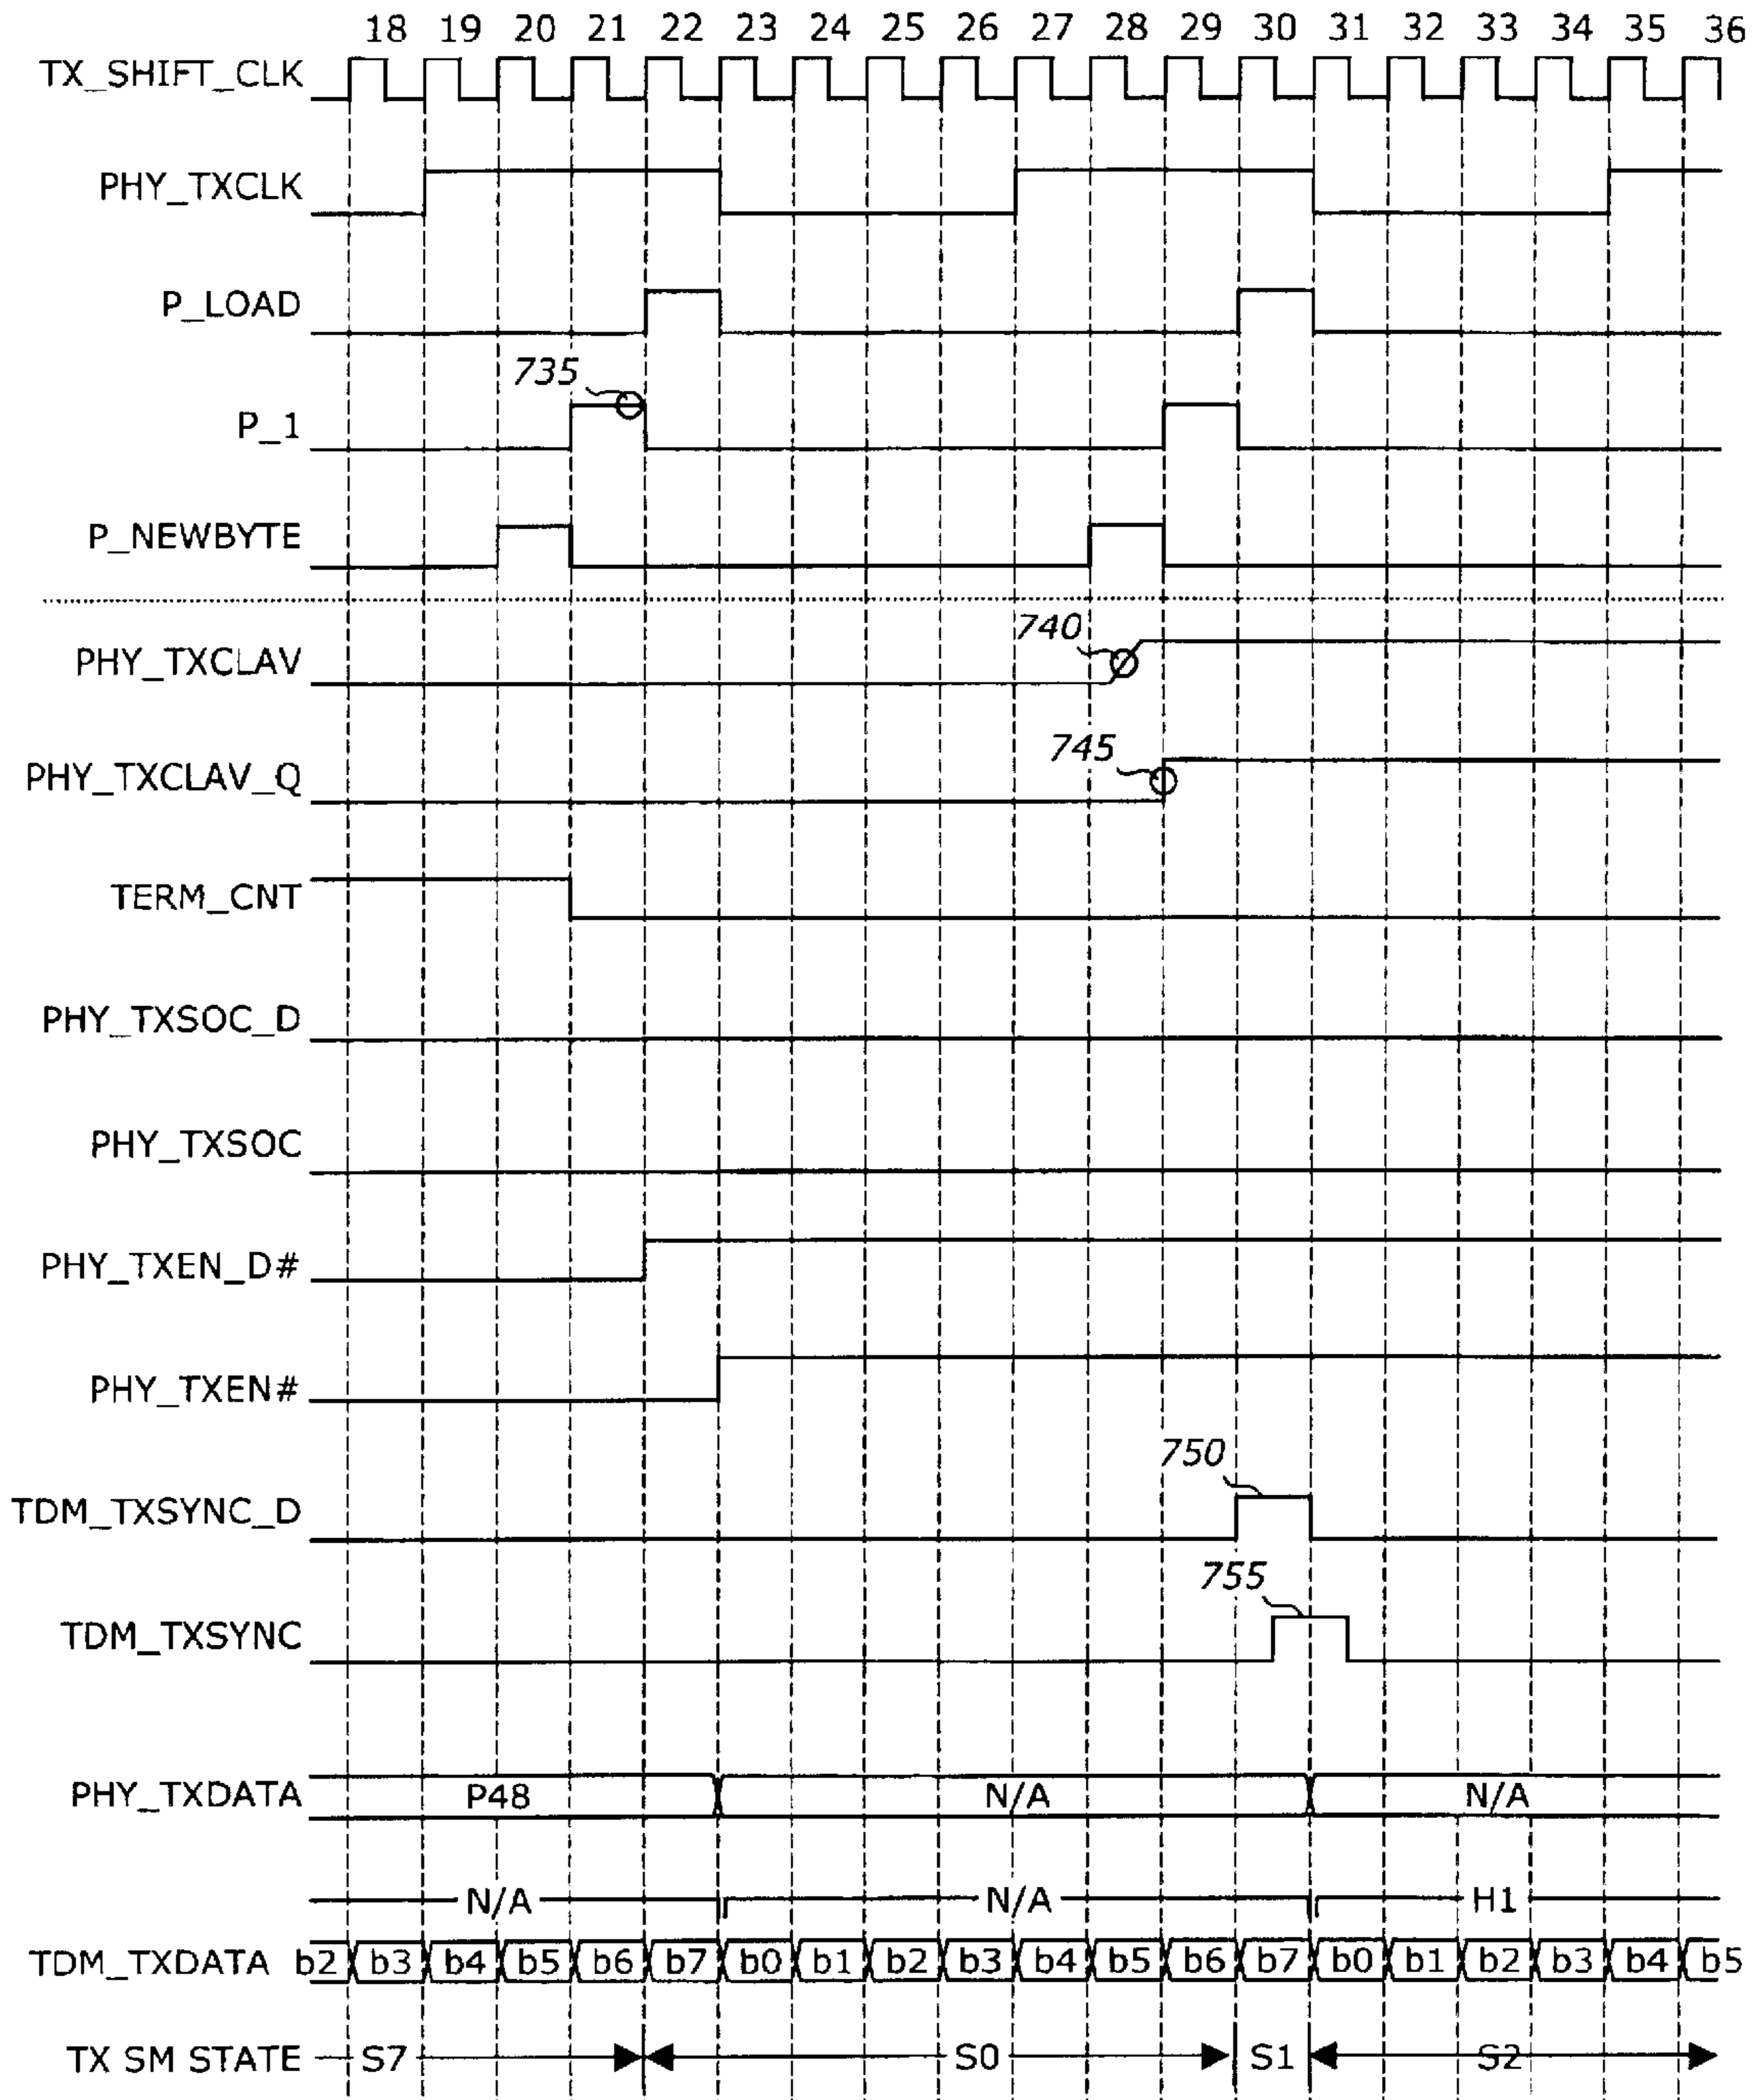 18 19 20 21 22 23 24 25 26 27 28 29 30 31 32 33 34 35 36
TX_SHIFT_CLK
PHY_TXCLK
P_LOAD
735
P_1
P_NEWBYTE
740
PHY_TXCLAV
745
PHY_TXCLAV_Q
TERM_CNT
PHY_TXSOC_D
PHY_TXSOC
PHY_TXEN_D#
PHY_TXEN#
750
TDM_TXSYNC_D
755
TDM_TXSYNC
PHY_TXDATA P48 N/A N/A
N/A N/A H1
TDM_TXDATA b2 b3 b4 b5 b6 b7 b0 b1 b2 b3 b4 b5 b6 b7 b0 b1 b2 b3 b4 b5
TX SM STATE S7 S0 S1 S2